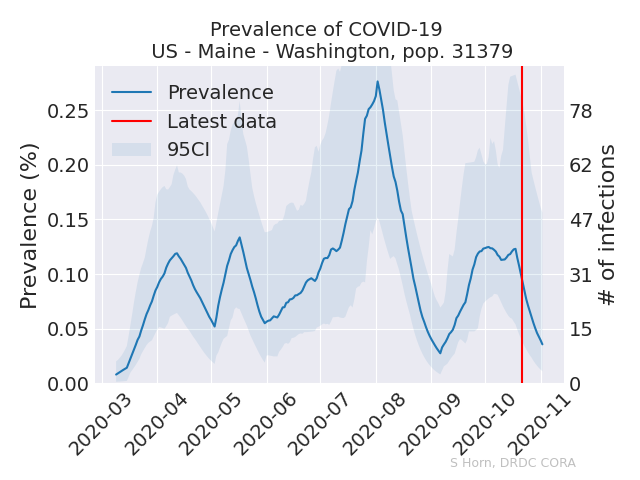 Prevalence of COVID-19
US - Maine - Washington, pop. 31379
Prevalence
Latest data
95CI
Prevalence (%)
0.25
0.20
0.15
0.10
0.05
0.00
78
62
47
31
15
0
# of infections
2020-03
2020-04
2020-05
2020-06
2020-07
2020-08
2020-09
2020-10
2020-11
S Horn, DRDC CORA